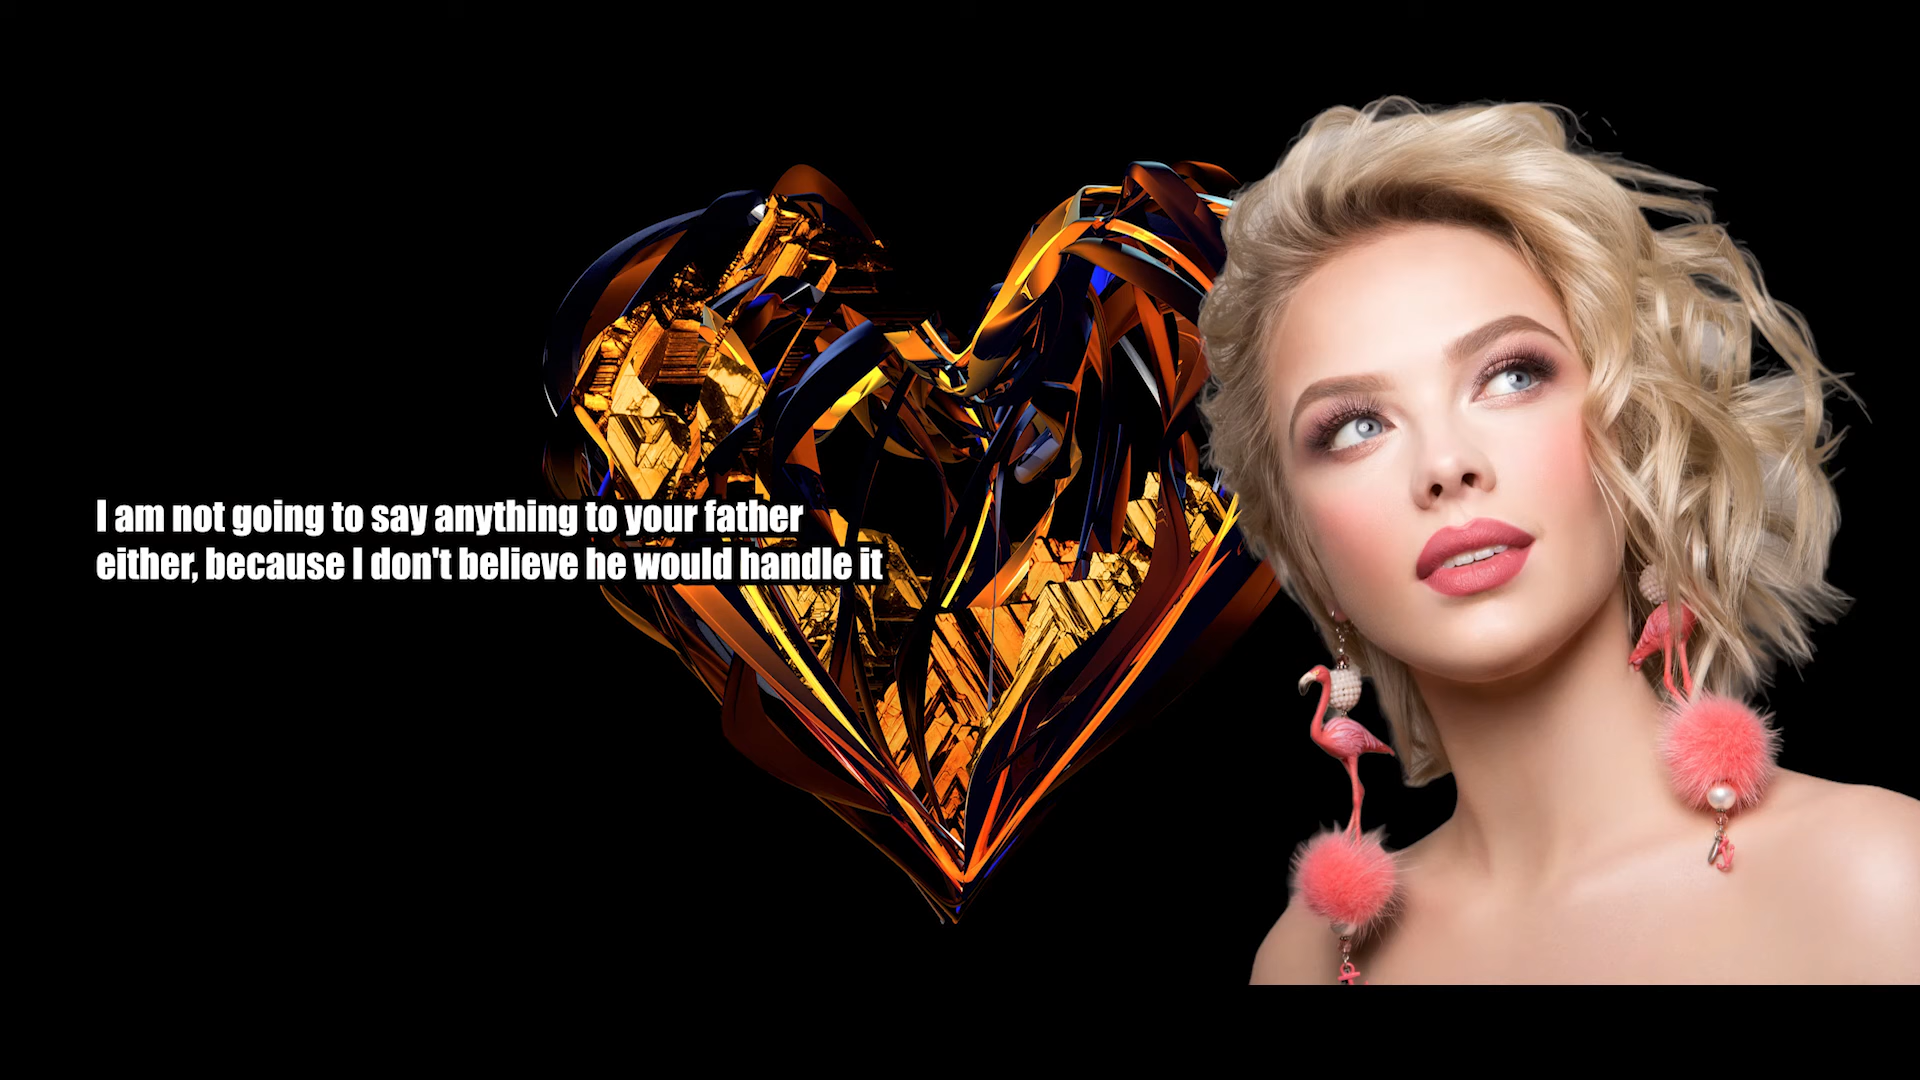 I am not going to say anything to your father
either, because I don't believe he would handle it